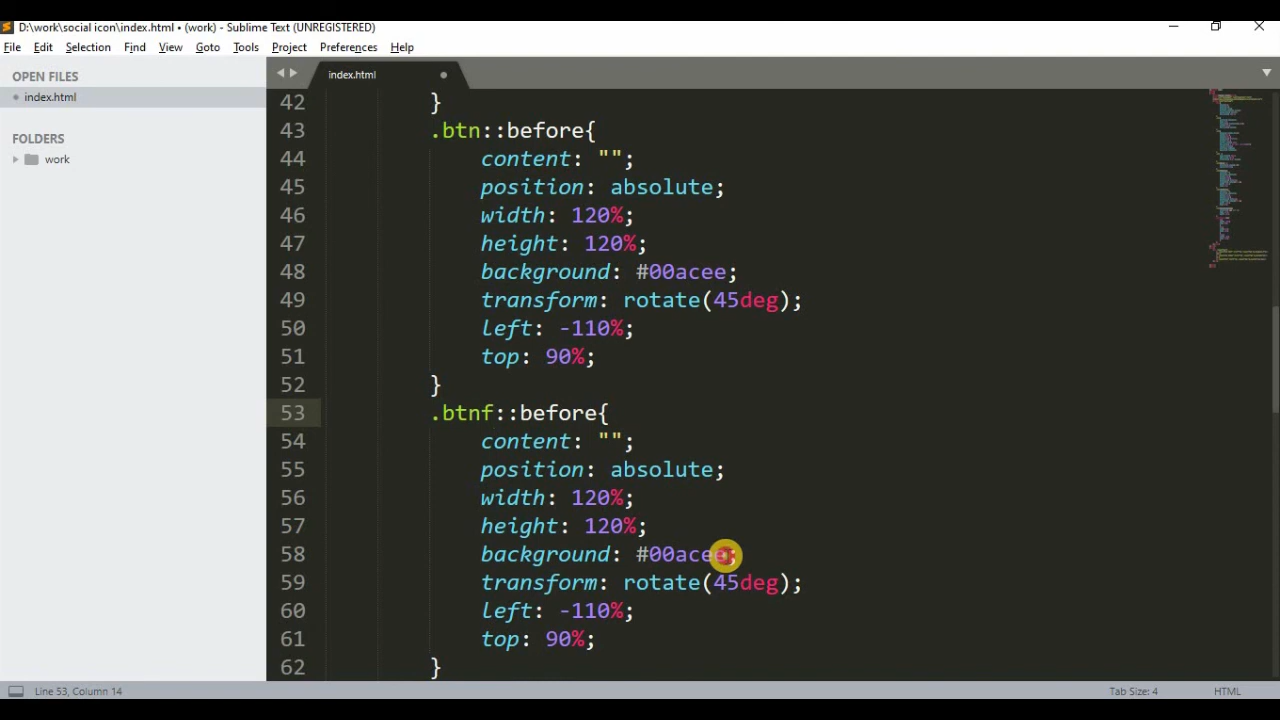 D:\work\social icon\index.html • (work) - Sublime Text (UNREGISTERED)
File Edit Selection Find View Goto Tools Project Preferences Help
OPEN FILES
index.html
FOLDERS
work
index.html
42 }
43 .btn::before{
44 content: "";
45 position: absolute;
46 width: 120%;
47 height: 120%;
48 background: #00acee;
49 transform: rotate(45deg);
50 left: -110%;
51 top: 90%;
52 }
53 .btnf::before{
54 content: "";
55 position: absolute;
56 width: 120%;
57 height: 120%;
58 background: #00acee;
59 transform: rotate(45deg);
60 left: -110%;
61 top: 90%;
62 }
Line 53, Column 14
Tab Size: 4
HTML